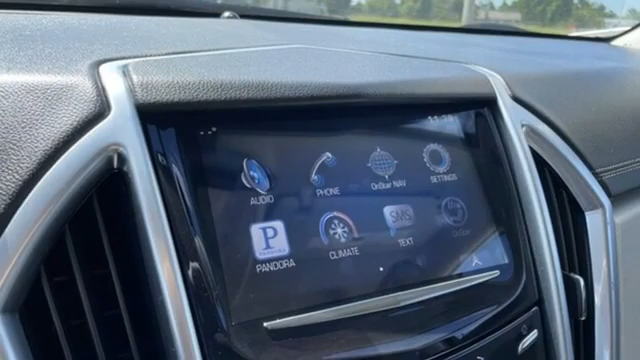 AUDIO
PHONE
OnStar NAV
SETTINGS
P
PANDORA
CLIMATE
SMS
TEXT
OnStar